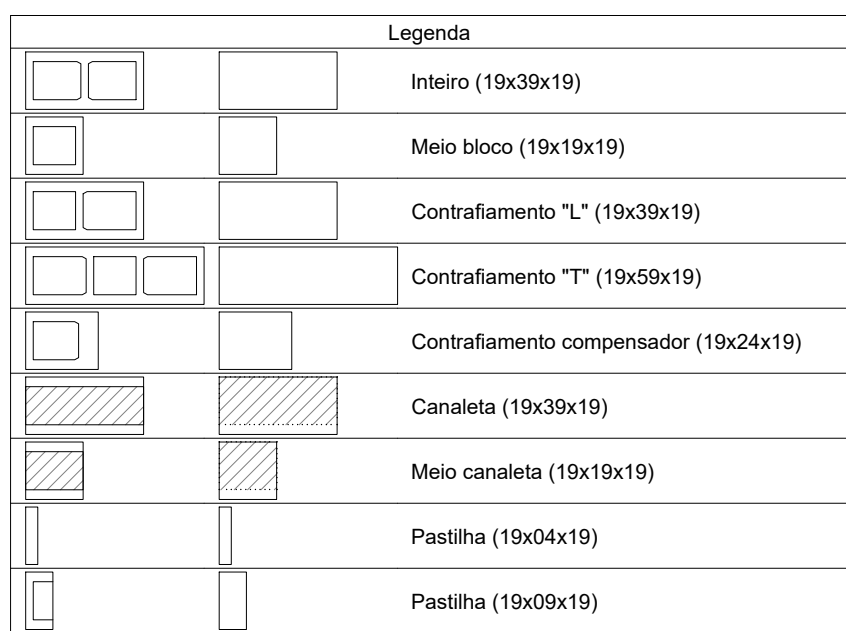 Legenda
Inteiro (19x39x19)
Meio bloco (19x19x19)
Contrafiamento "L" (19x39x19)
Contrafiamento "T" (19x59x19)
Contrafiamento compensador (19x24x19)
Canaleta (19x39x19)
Meio canaleta (19x19x19)
Pastilha (19x04x19)
Pastilha (19x09x19)